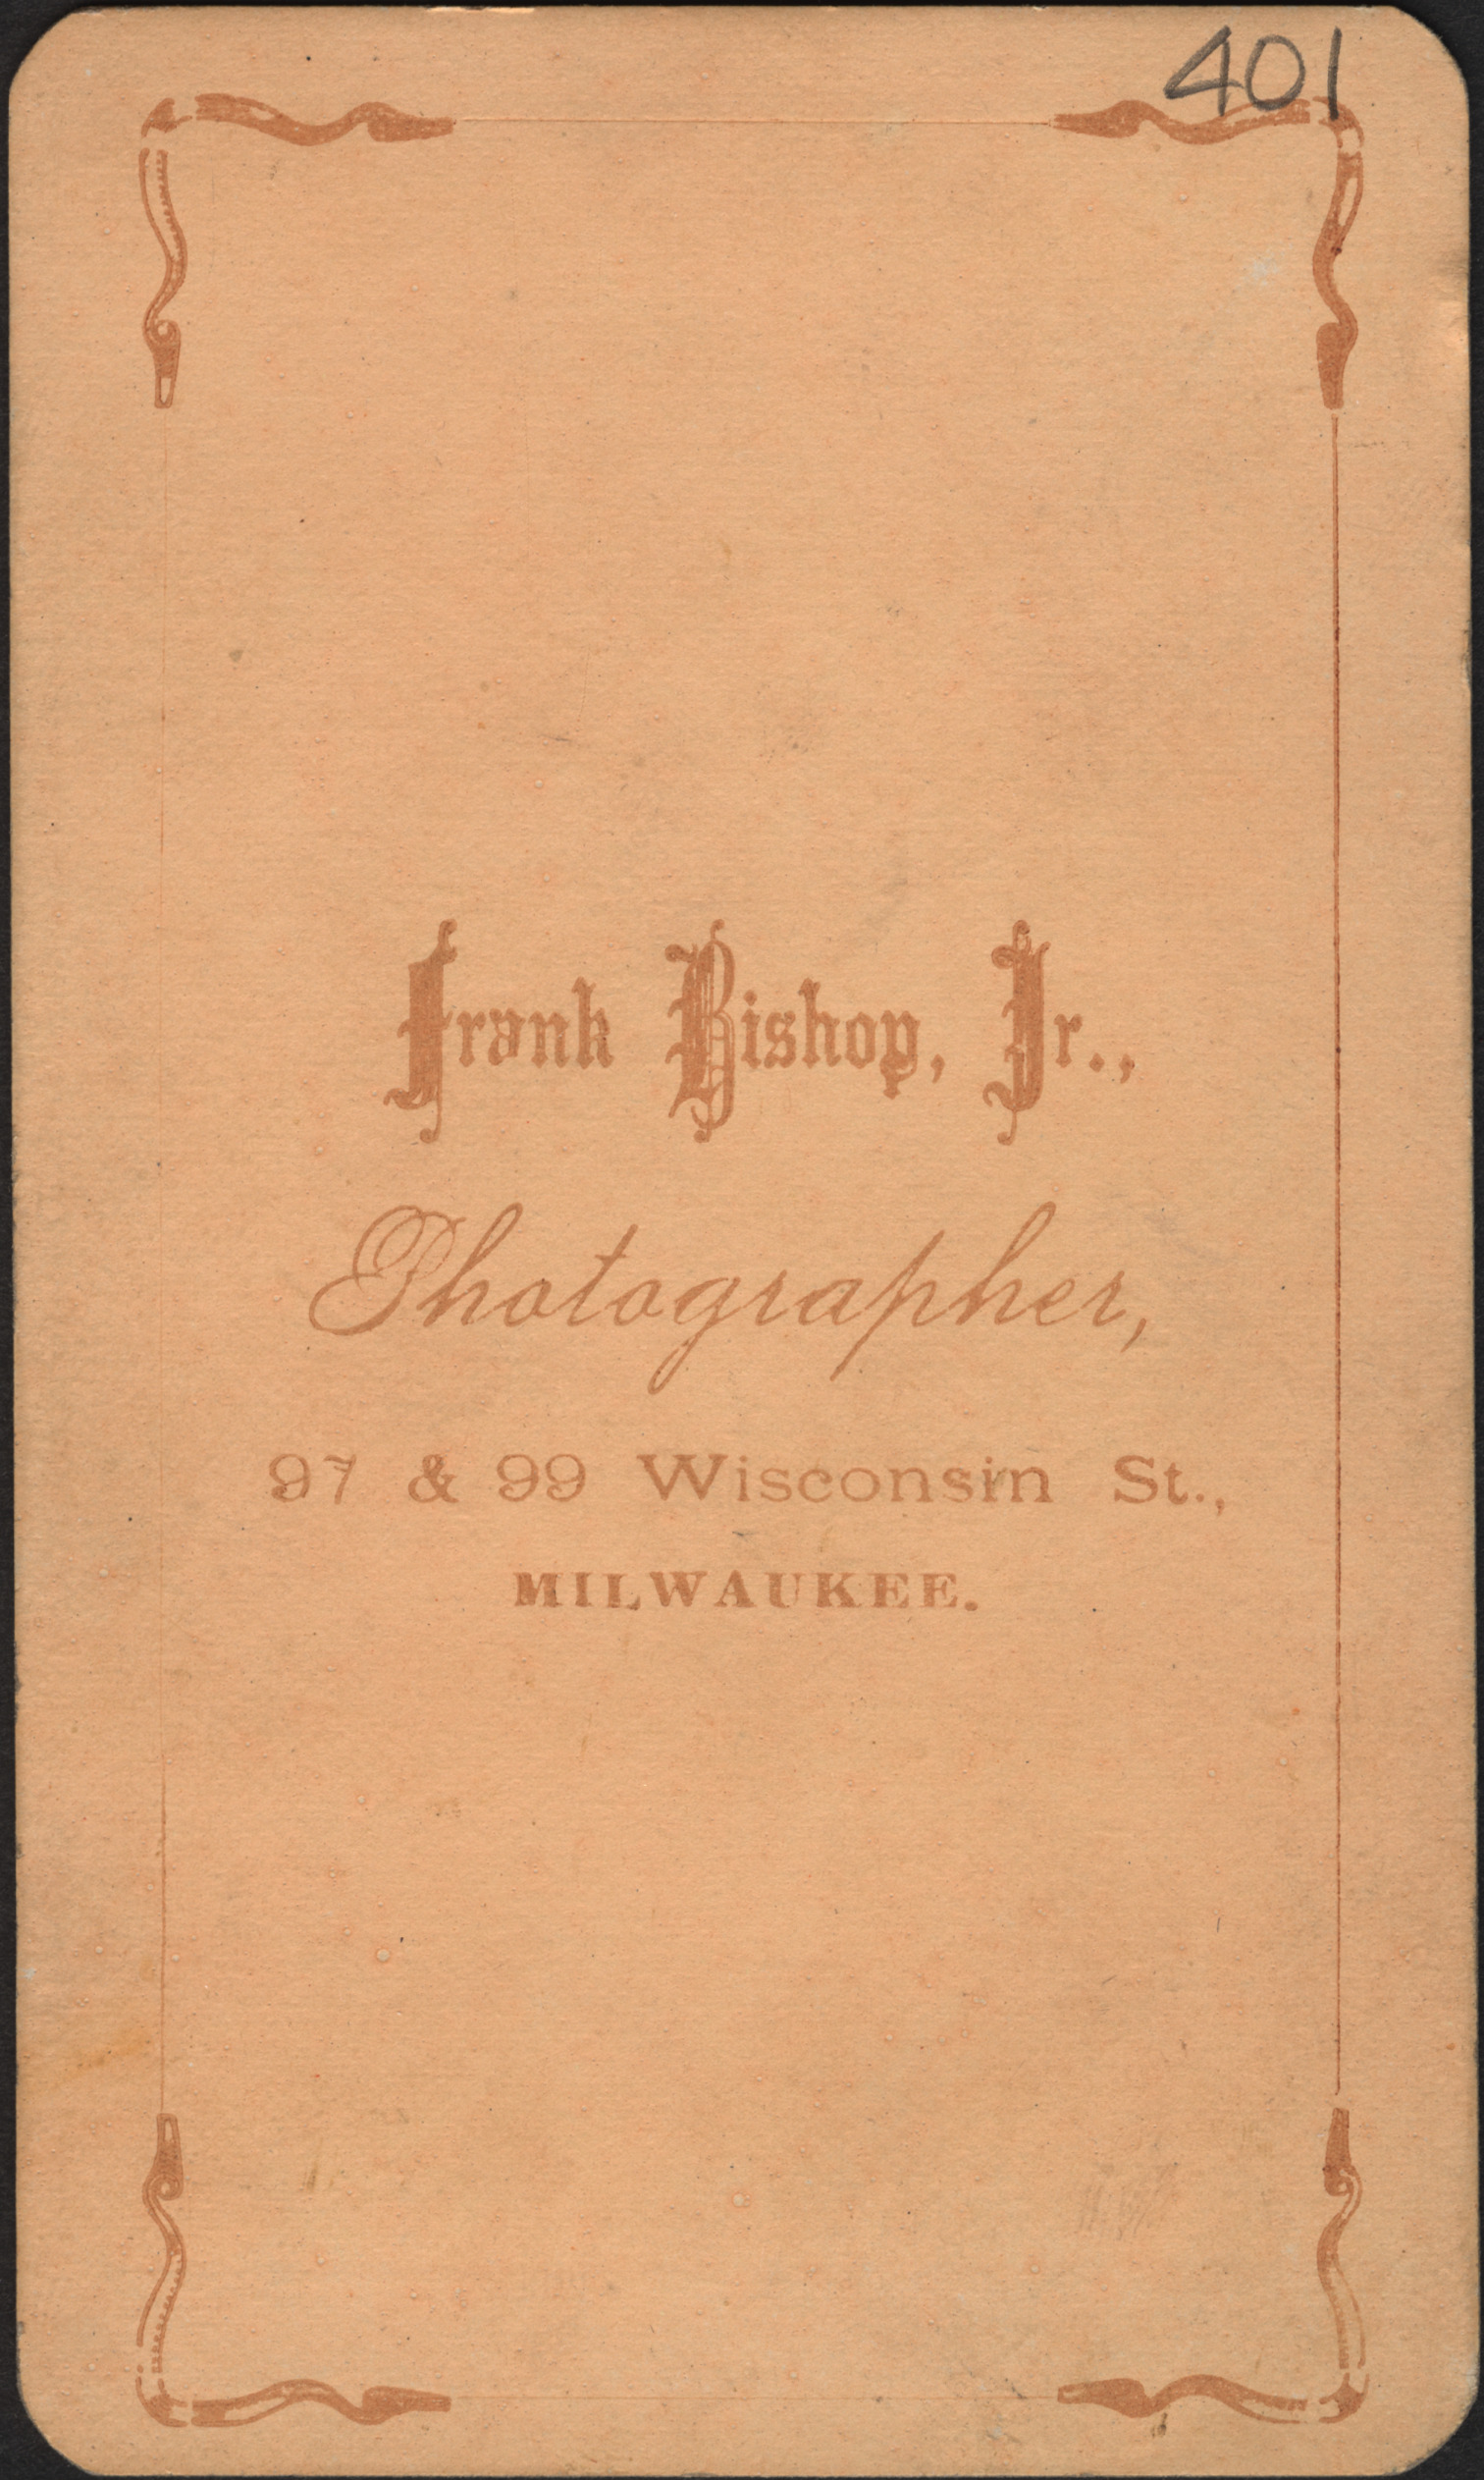 401
Frank Bishop, Jr.,
Photographer,
97 & 99 Wisconsin St.,
MILWAUKEE.